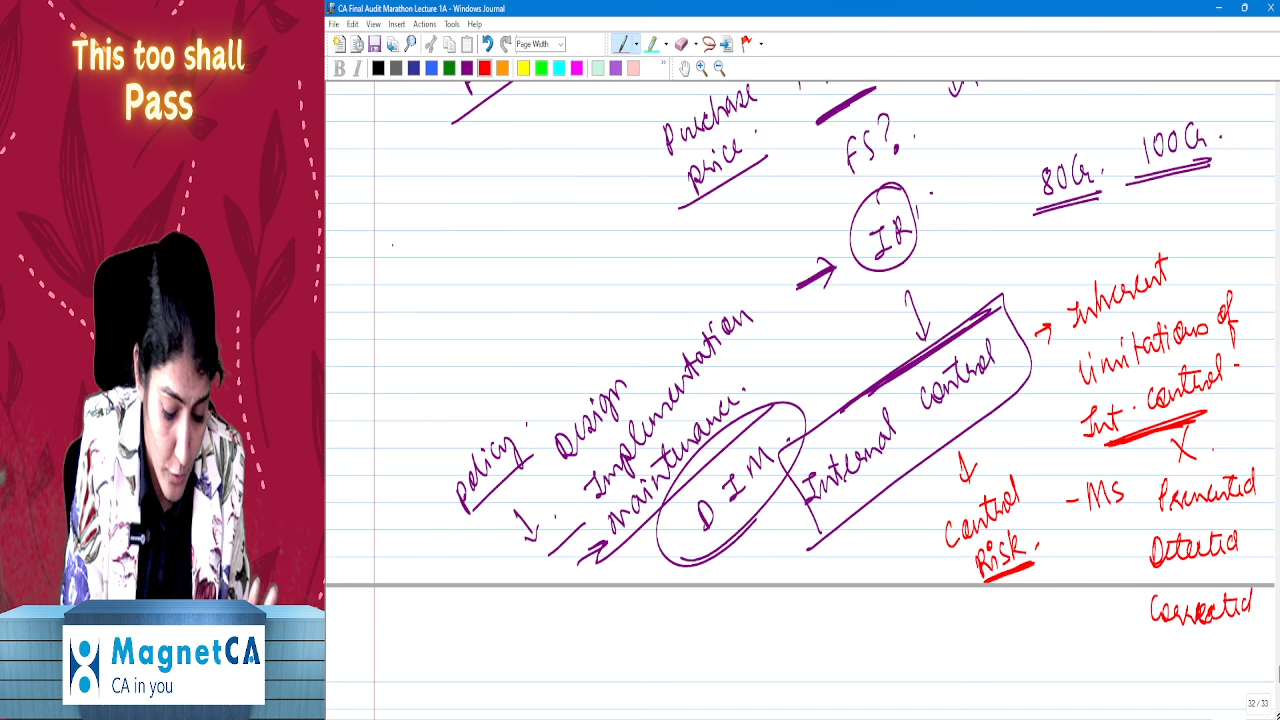 CA Final Audit Marathon Lecture 1A - Windows Journal
File Edit View Insert Actions Tools Help
Page Width
B I
This too shall
Pass
Purchase
price.
FS?
80Cr.
100Cr.
IR
Policy
Design
Implementation
maintenance.
D I M.
Internal control
Inherent
limitations of
Int. control.
X
Control
Risk.
- MS Prevented
Detected
Corrected
MagnetCA
CA in you
32 / 33